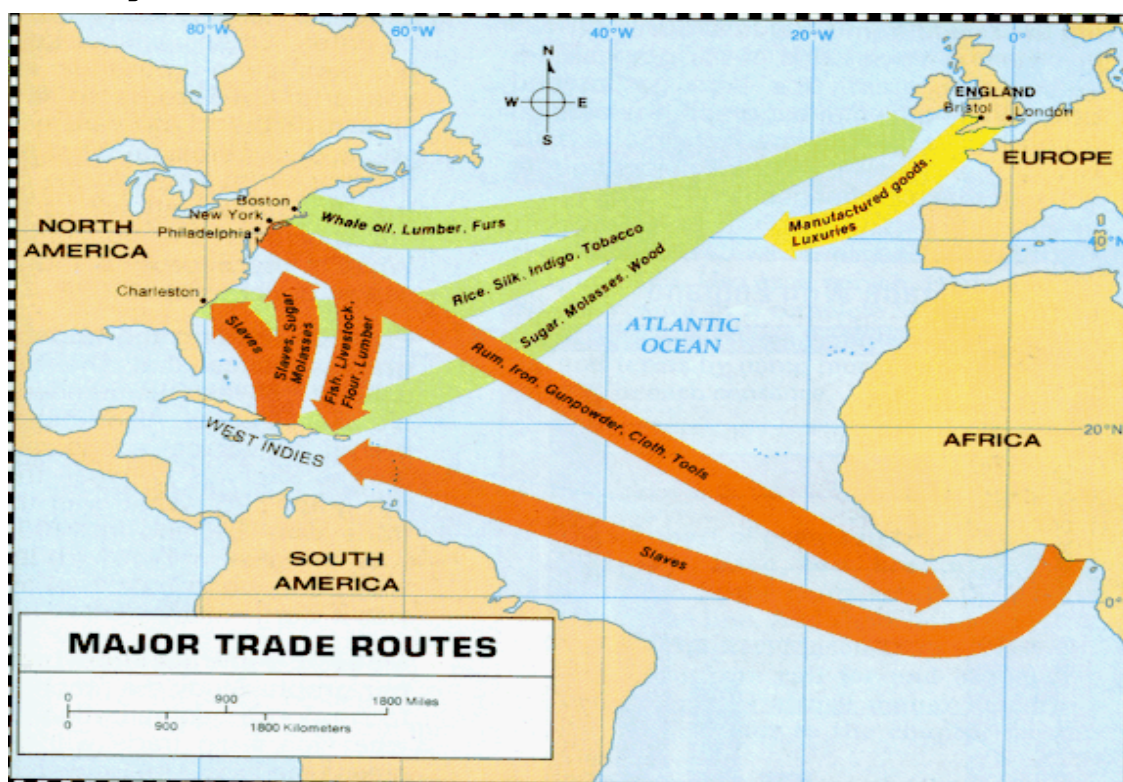 80°W
60°W
40°W
20°W
0°
N
W
E
S
ENGLAND
Bristol
London
EUROPE
Boston
New York
Philadelphia
NORTH
AMERICA
Charleston
Whale oil, Lumber, Furs
Rice, Silk, Indigo, Tobacco
Sugar, Molasses, Wood
Manufactured goods,
Luxuries
40°N
ATLANTIC
OCEAN
Slaves
Slaves, Sugar,
Molasses
Fish, Livestock,
Flour, Lumber
Rum, Iron, Gunpowder, Cloth, Tools
WEST INDIES
20°N
AFRICA
Slaves
SOUTH
AMERICA
0°
MAJOR TRADE ROUTES
0
900
1800 Miles
0
900
1800 Kilometers